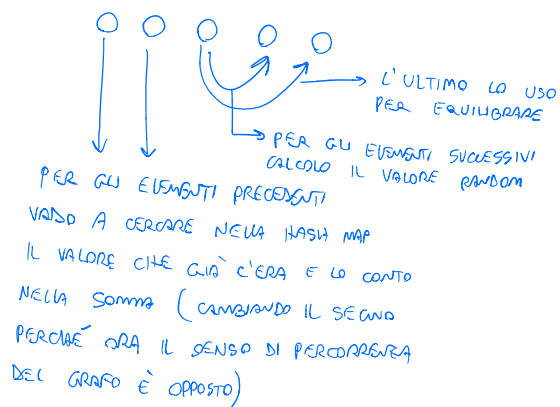 L'ULTIMO LO USO
PER EQUILIBRARE
PER GLI ELEMENTI SUCCESSIVI
CALCOLO IL VALORE RANDOM
PER GLI ELEMENTI PRECEDENTI
VADO A CERCARE NELLA HASH MAP
IL VALORE CHE GIÀ C'ERA E LO CONTO
NELLA SOMMA (CAMBIANDO IL SEGNO
PERCHÉ ORA IL SENSO DI PERCORRENZA
DEL GRAFO È OPPOSTO)